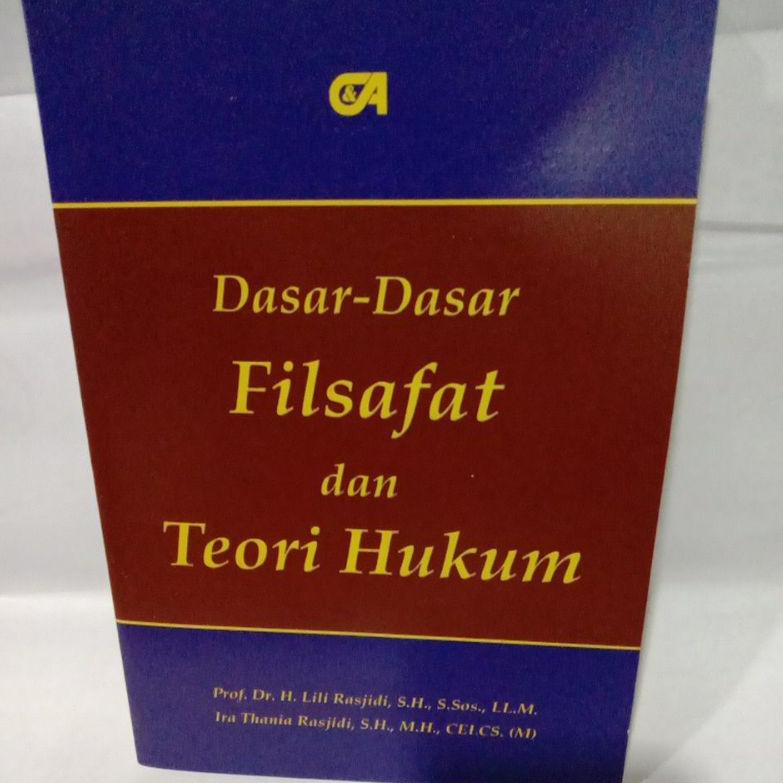 C&A
Dasar-Dasar
Filsafat
dan
Teori Hukum
Prof. Dr. H. Lili Rasjidi, S.H., S.Sos., LL.M.
Ira Thania Rasjidi, S.H., M.H., CELCS. (M)